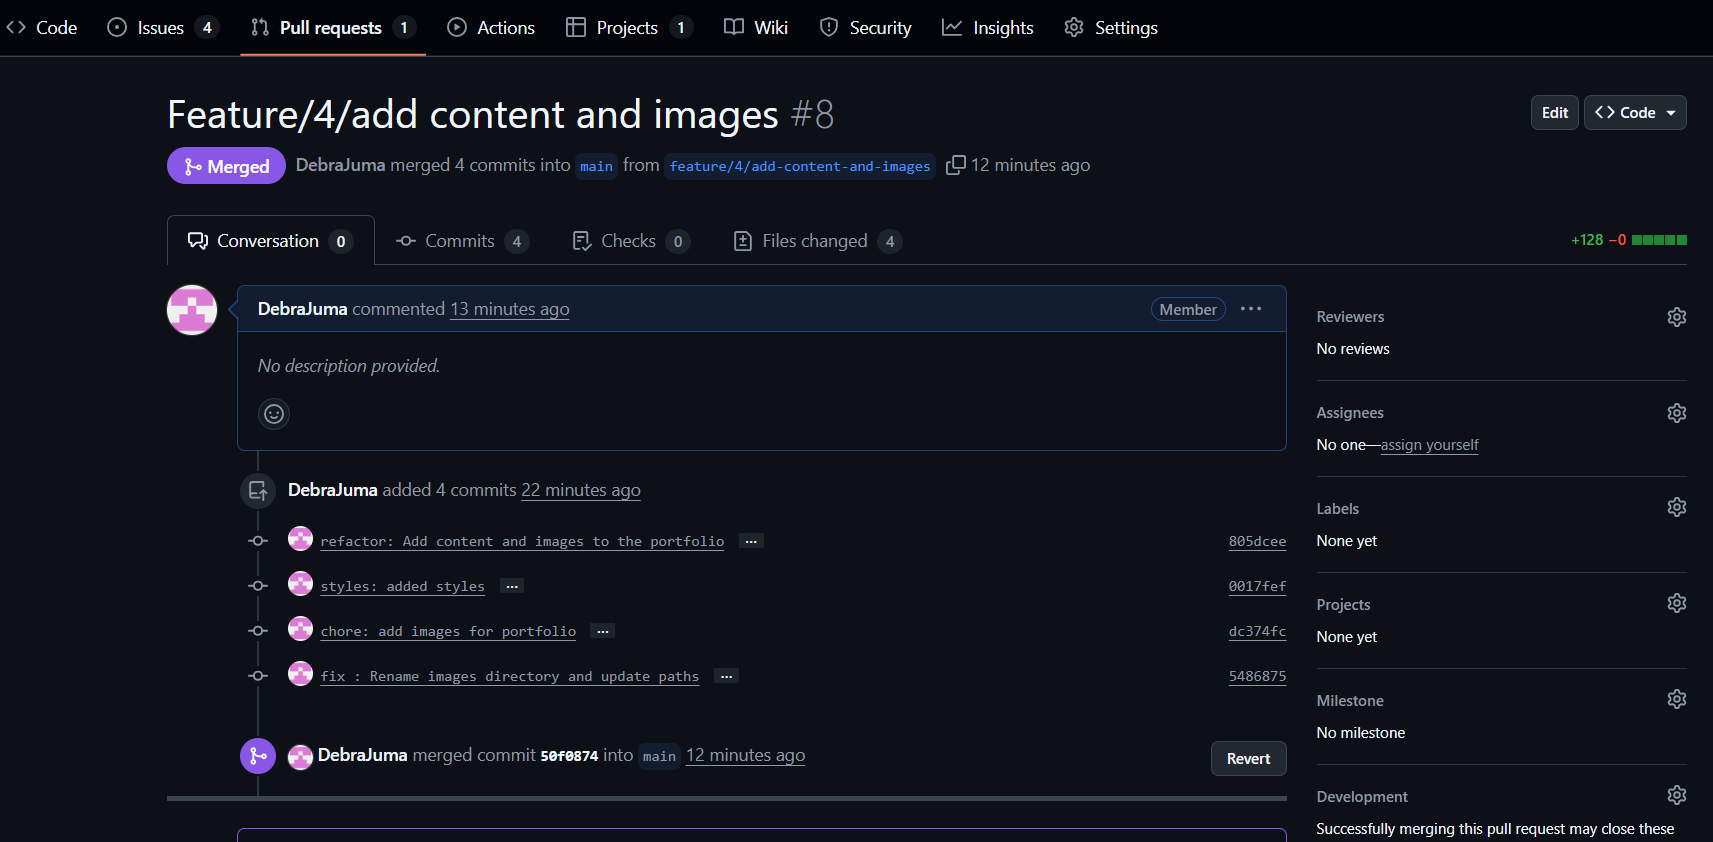 Code Issues 4 Pull requests 1 Actions Projects 1 Wiki Security Insights Settings
Feature/4/add content and images #8
Edit Code
Merged DebraJuma merged 4 commits into main from feature/4/add-content-and-images 12 minutes ago
Conversation 0 Commits 4 Checks 0 Files changed 4
+128 −0
DebraJuma commented 13 minutes ago
Member ...
No description provided.
DebraJuma added 4 commits 22 minutes ago
refactor: Add content and images to the portfolio ... 805dcee
styles: added styles ... 0017fef
chore: add images for portfolio ... dc374fc
fix : Rename images directory and update paths ... 5486875
DebraJuma merged commit 50f0874 into main 12 minutes ago
Revert
Reviewers
No reviews
Assignees
No one—assign yourself
Labels
None yet
Projects
None yet
Milestone
No milestone
Development
Successfully merging this pull request may close these